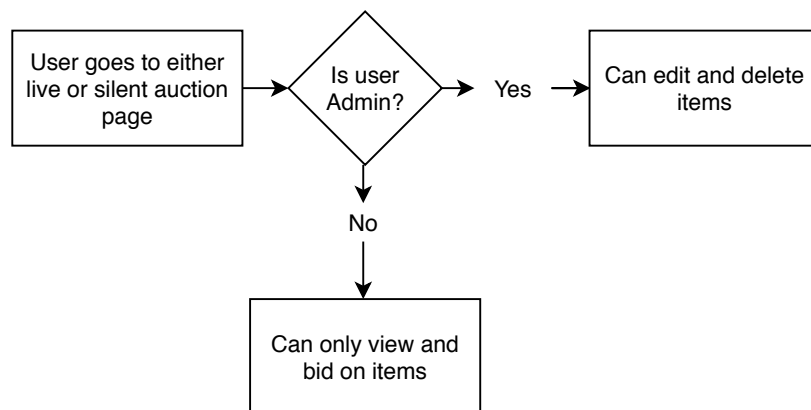 User goes to either
live or silent auction
page
Is user
Admin?
Yes
Can edit and delete
items
No
Can only view and
bid on items